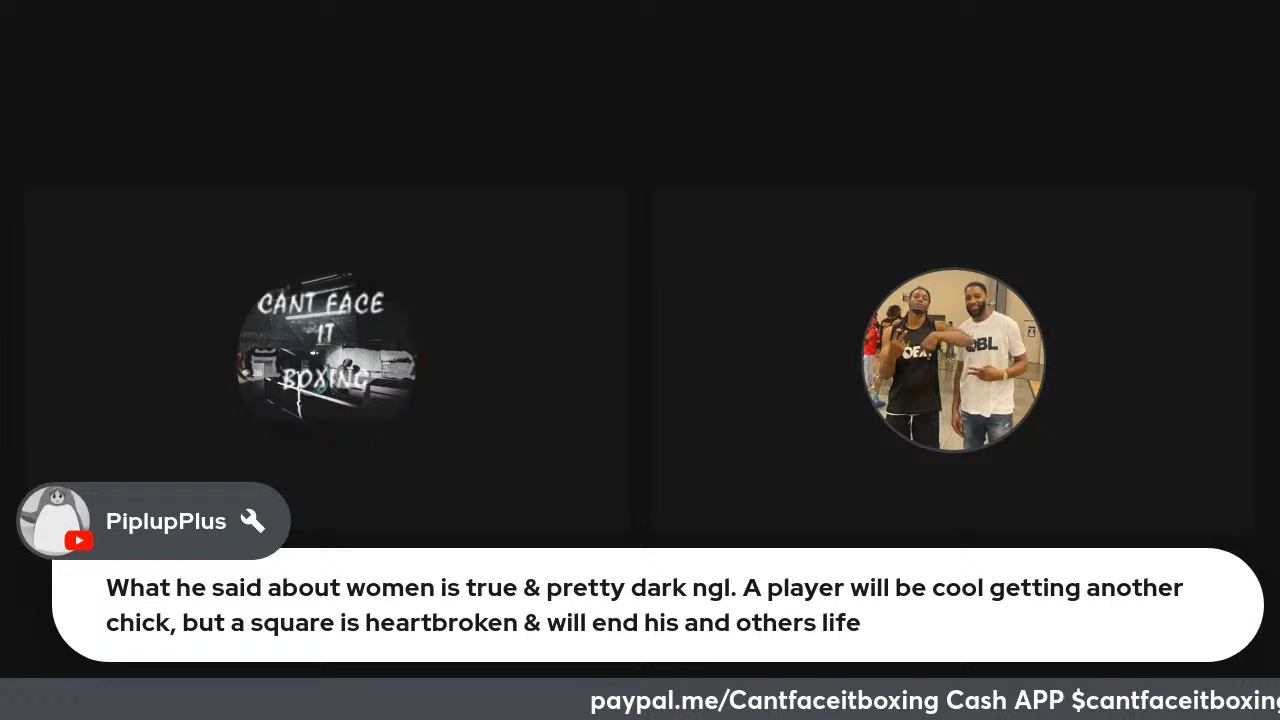 CANT FACE
IT
BOXING
QBL
PiplupPlus
What he said about women is true & pretty dark ngl. A player will be cool getting another
chick, but a square is heartbroken & will end his and others life
paypal.me/Cantfaceitboxing Cash APP $cantfaceitboxing